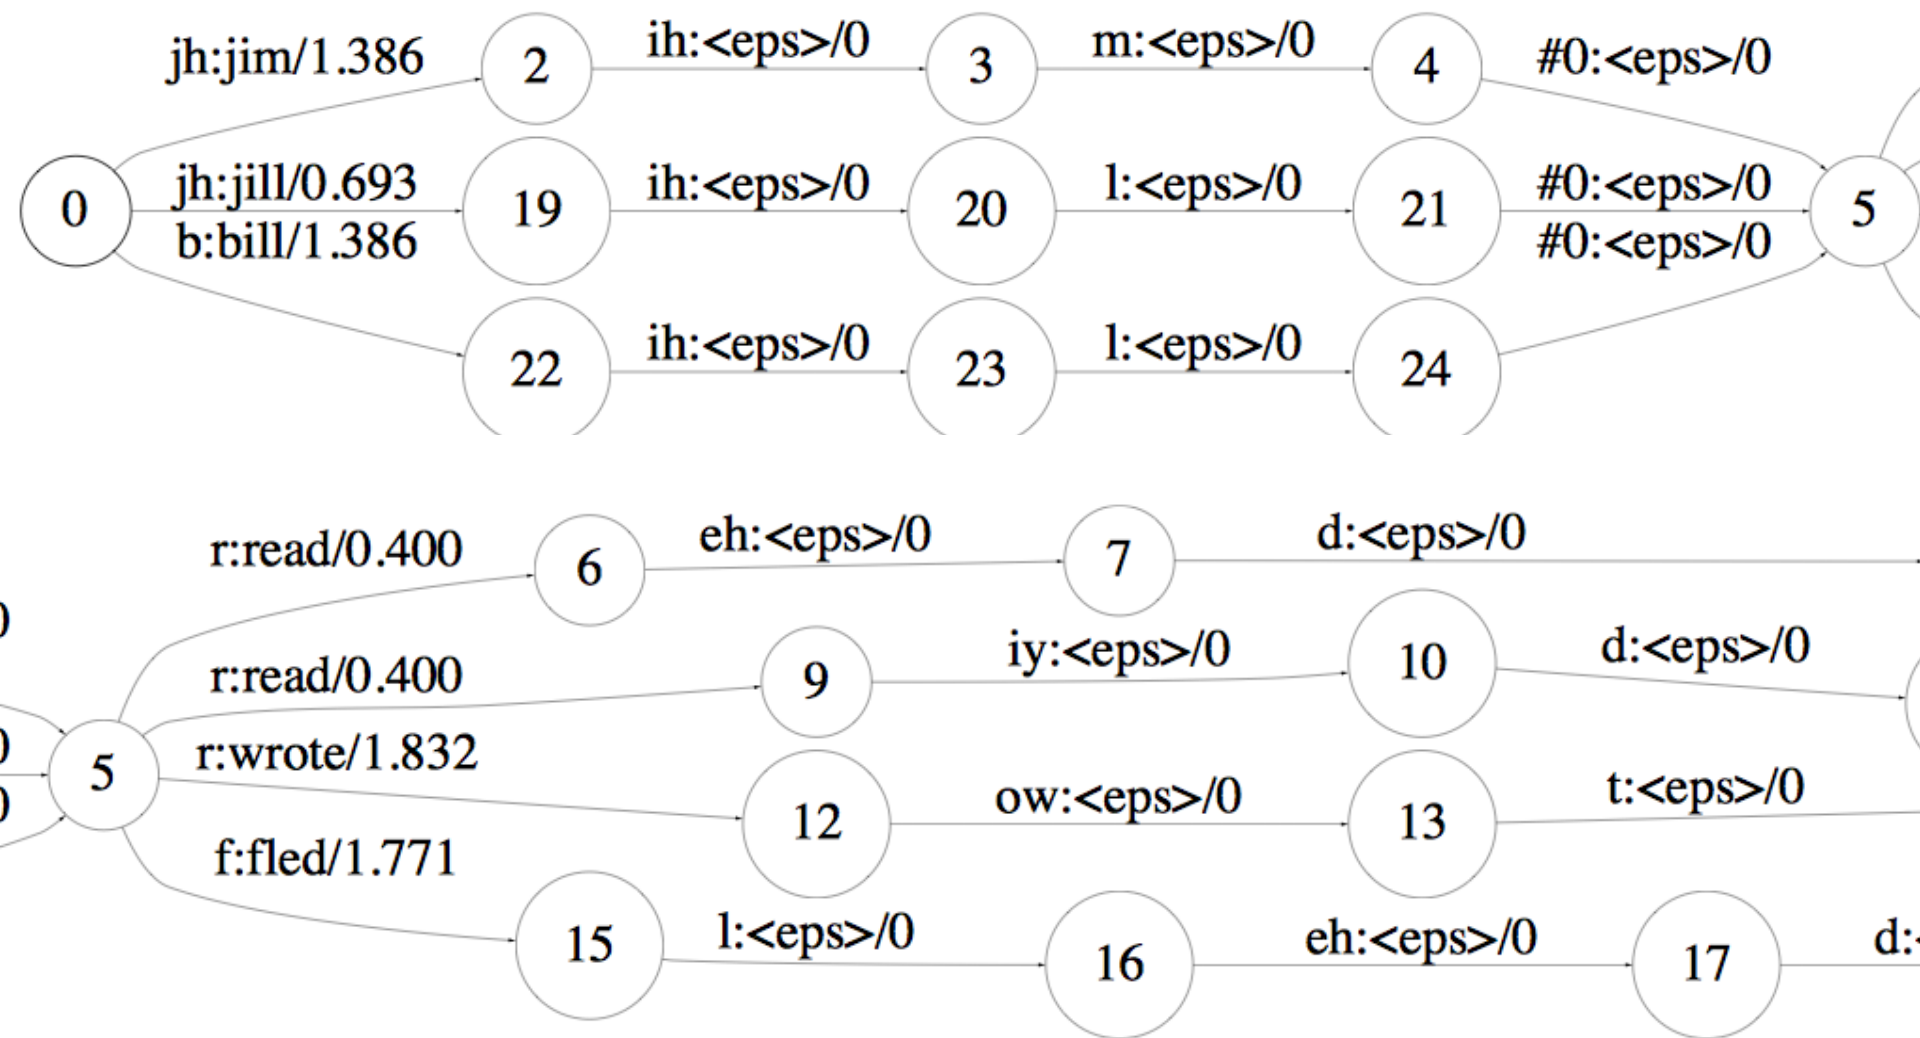 jh:jim/1.386
2
ih:<eps>/0
3
m:<eps>/0
4
#0:<eps>/0
0
jh:jill/0.693
19
ih:<eps>/0
20
l:<eps>/0
21
#0:<eps>/0
5
b:bill/1.386
#0:<eps>/0
22
ih:<eps>/0
23
l:<eps>/0
24
r:read/0.400
6
eh:<eps>/0
7
d:<eps>/0
0
r:read/0.400
9
iy:<eps>/0
10
d:<eps>/0
0
5
r:wrote/1.832
12
ow:<eps>/0
13
t:<eps>/0
0
f:fled/1.771
15
l:<eps>/0
16
eh:<eps>/0
17
d: